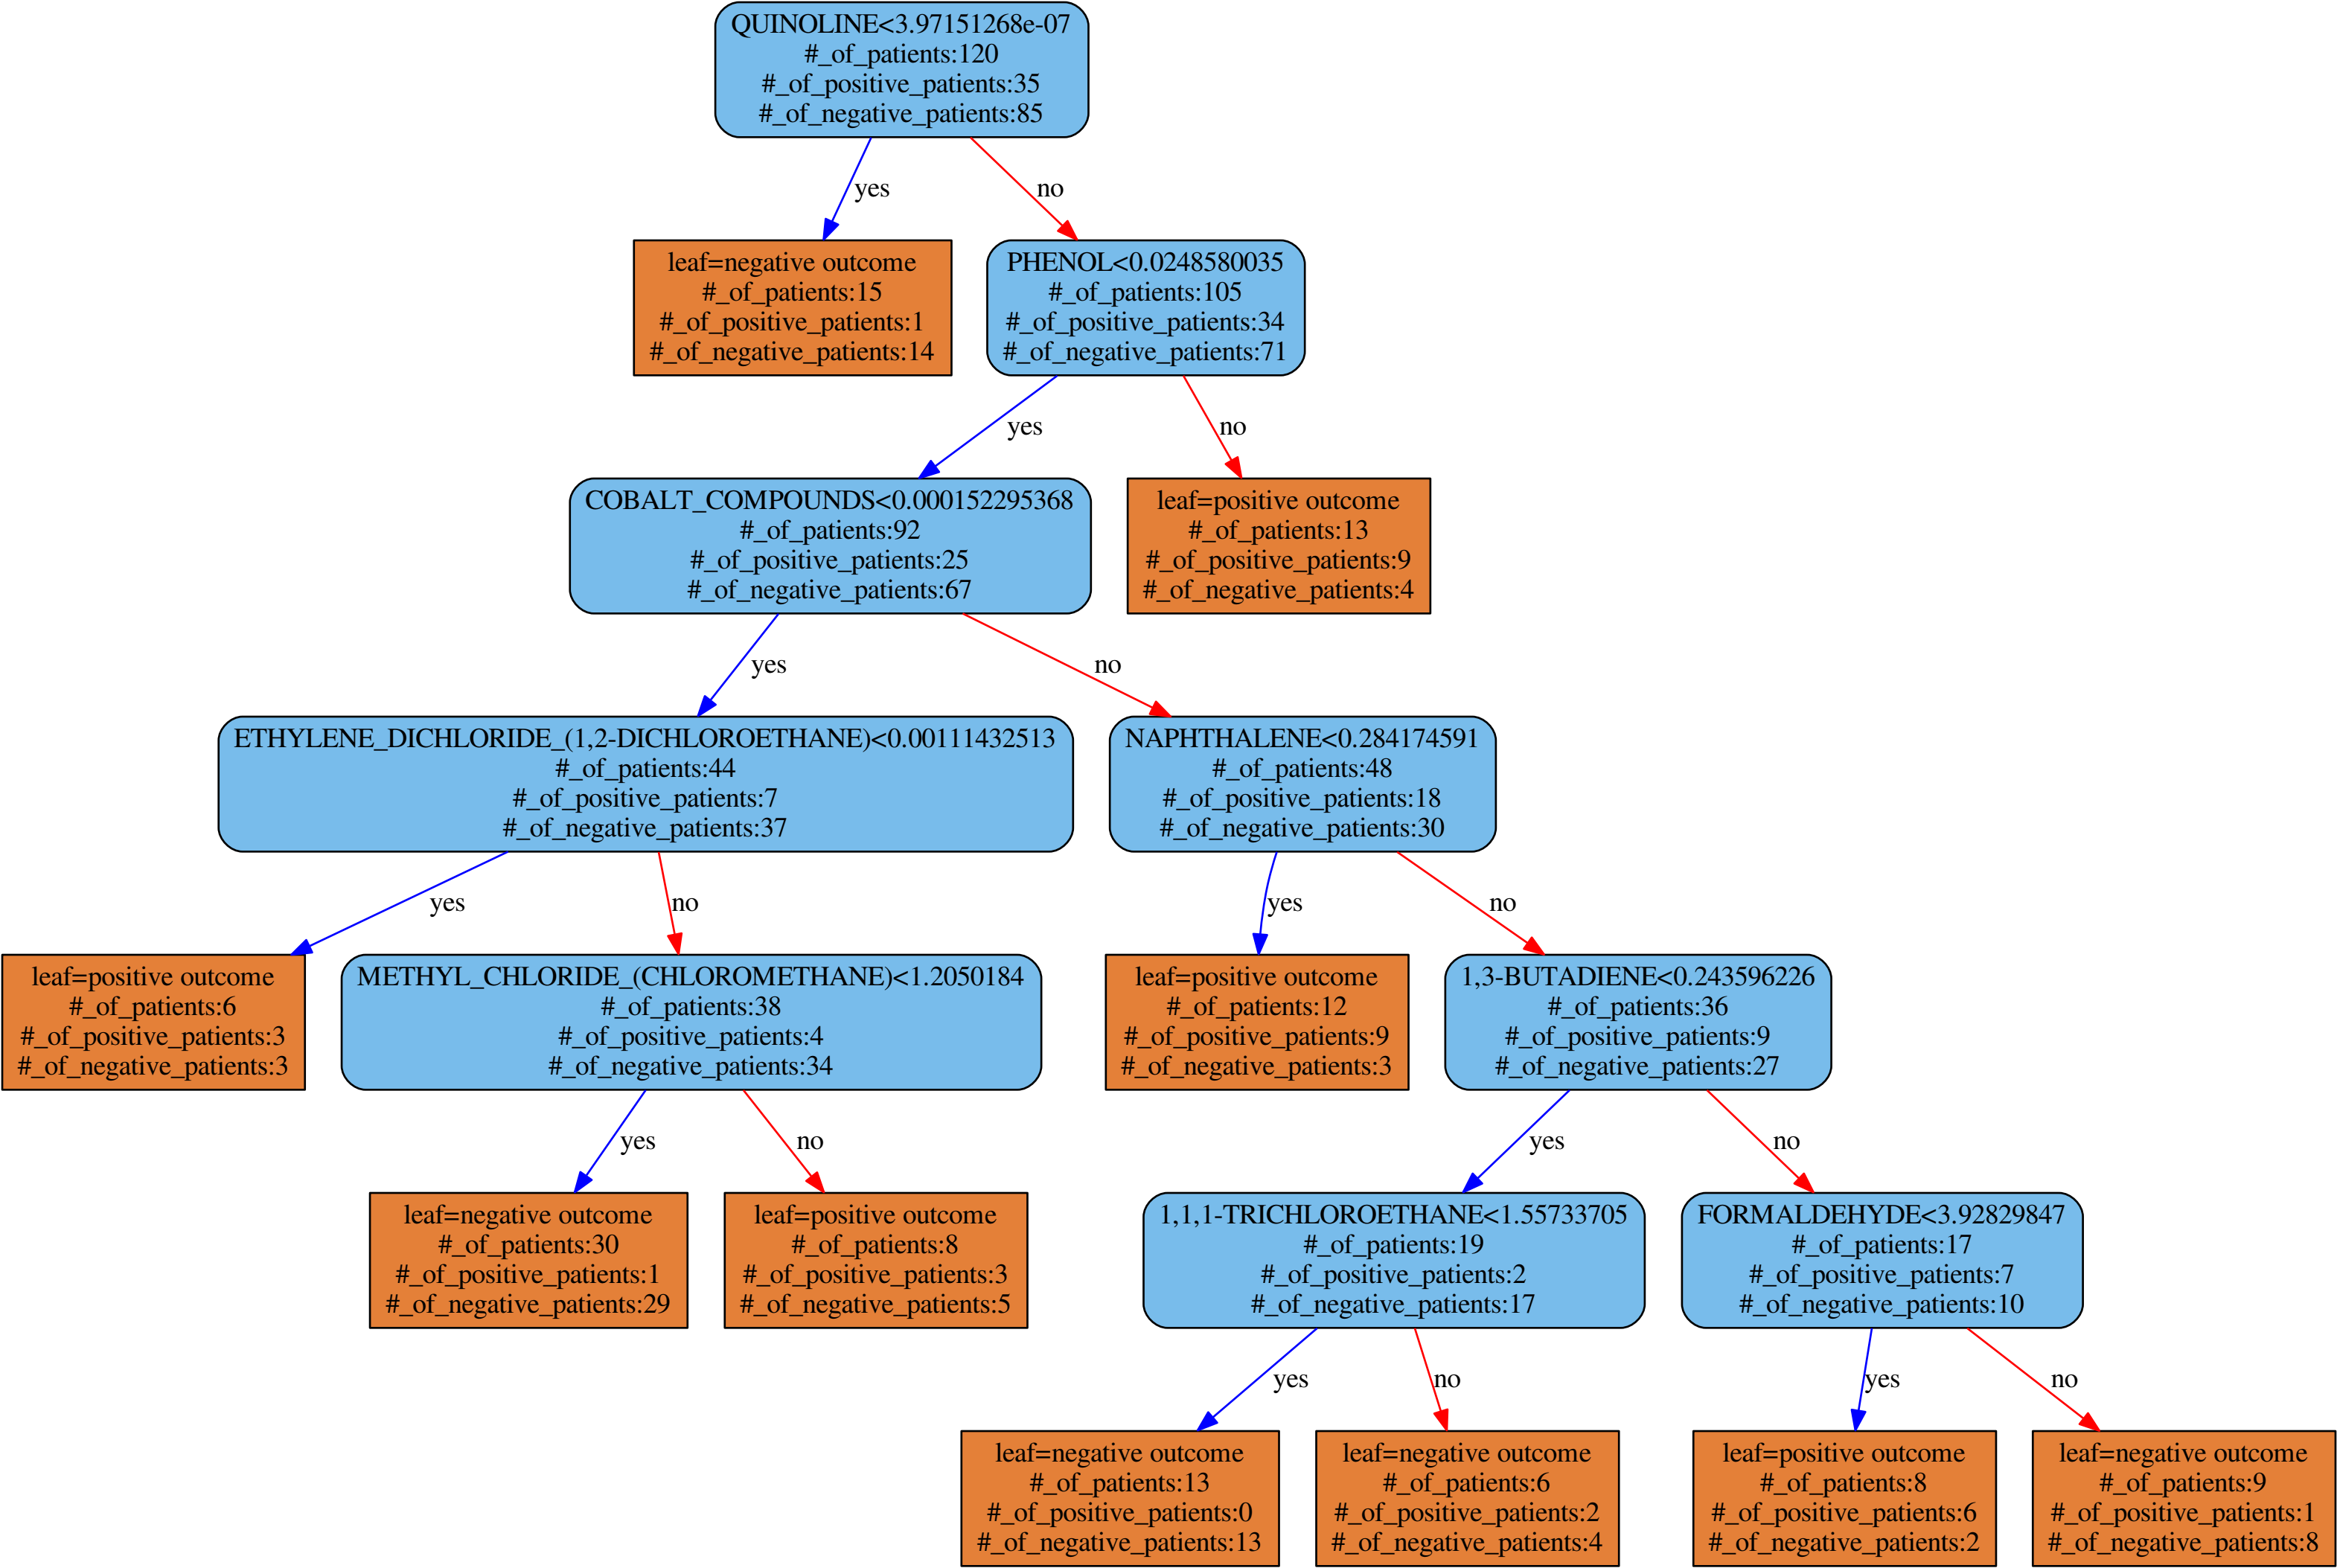 QUINOLINE<3.97151268e-07
#_of_patients:120
#_of_positive_patients:35
#_of_negative_patients:85
yes
no
leaf=negative outcome
#_of_patients:15
#_of_positive_patients:1
#_of_negative_patients:14
PHENOL<0.0248580035
#_of_patients:105
#_of_positive_patients:34
#_of_negative_patients:71
yes
no
COBALT_COMPOUNDS<0.000152295368
#_of_patients:92
#_of_positive_patients:25
#_of_negative_patients:67
leaf=positive outcome
#_of_patients:13
#_of_positive_patients:9
#_of_negative_patients:4
yes
no
ETHYLENE_DICHLORIDE_(1,2-DICHLOROETHANE)<0.00111432513
#_of_patients:44
#_of_positive_patients:7
#_of_negative_patients:37
NAPHTHALENE<0.284174591
#_of_patients:48
#_of_positive_patients:18
#_of_negative_patients:30
yes
no
yes
no
leaf=positive outcome
#_of_patients:6
#_of_positive_patients:3
#_of_negative_patients:3
METHYL_CHLORIDE_(CHLOROMETHANE)<1.2050184
#_of_patients:38
#_of_positive_patients:4
#_of_negative_patients:34
leaf=positive outcome
#_of_patients:12
#_of_positive_patients:9
#_of_negative_patients:3
1,3-BUTADIENE<0.243596226
#_of_patients:36
#_of_positive_patients:9
#_of_negative_patients:27
yes
no
yes
no
leaf=negative outcome
#_of_patients:30
#_of_positive_patients:1
#_of_negative_patients:29
leaf=positive outcome
#_of_patients:8
#_of_positive_patients:3
#_of_negative_patients:5
1,1,1-TRICHLOROETHANE<1.55733705
#_of_patients:19
#_of_positive_patients:2
#_of_negative_patients:17
FORMALDEHYDE<3.92829847
#_of_patients:17
#_of_positive_patients:7
#_of_negative_patients:10
yes
no
yes
no
leaf=negative outcome
#_of_patients:13
#_of_positive_patients:0
#_of_negative_patients:13
leaf=negative outcome
#_of_patients:6
#_of_positive_patients:2
#_of_negative_patients:4
leaf=positive outcome
#_of_patients:8
#_of_positive_patients:6
#_of_negative_patients:2
leaf=negative outcome
#_of_patients:9
#_of_positive_patients:1
#_of_negative_patients:8